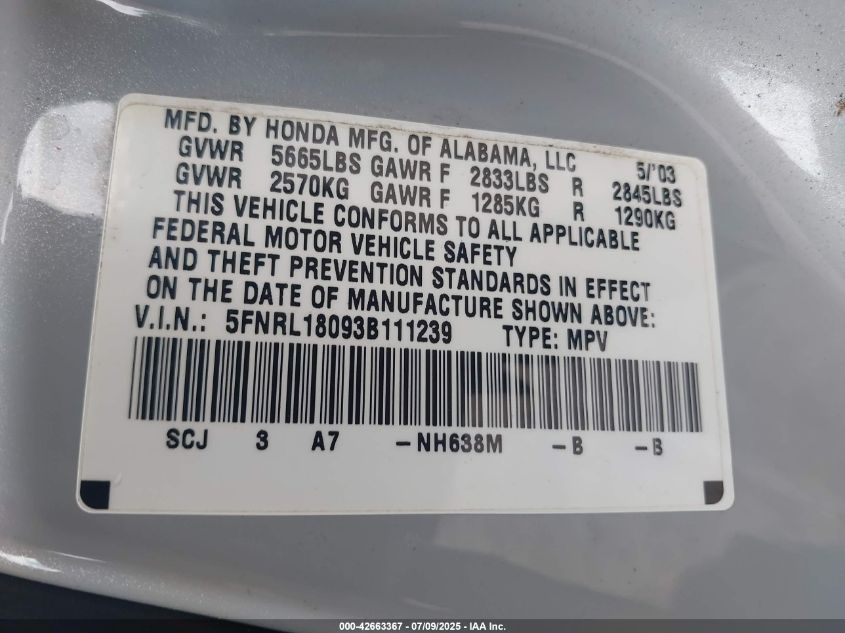 MFD. BY HONDA MFG. OF ALABAMA, LLC 5/'03
GVWR 5665LBS GAWR F 2833LBS R 2845LBS
GVWR 2570KG GAWR F 1285KG R 1290KG
THIS VEHICLE CONFORMS TO ALL APPLICABLE
FEDERAL MOTOR VEHICLE SAFETY
AND THEFT PREVENTION STANDARDS IN EFFECT
ON THE DATE OF MANUFACTURE SHOWN ABOVE:
V.I.N.: 5FNRL18093B111239 TYPE: MPV
SCJ 3 A7 -NH638M -B -B
000-42663367 - 07/09/2025 - IAA Inc.